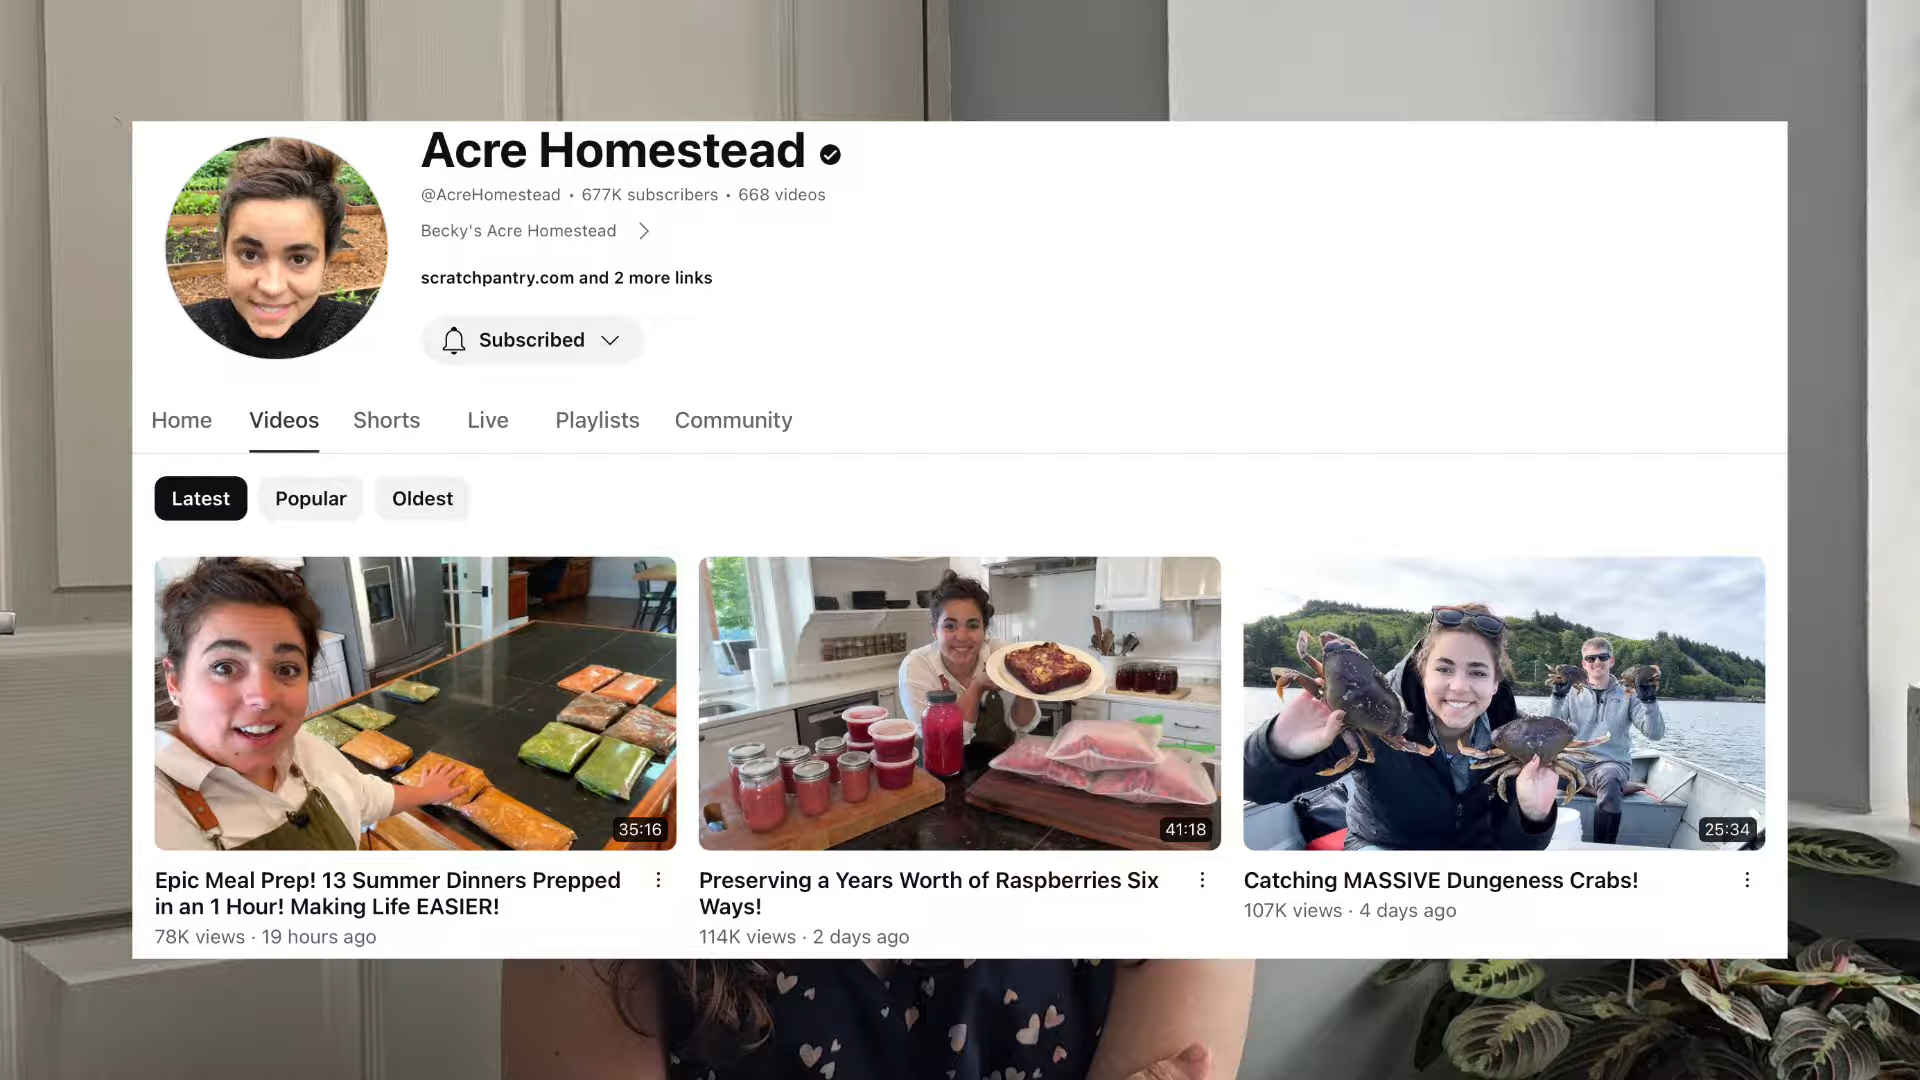 Acre Homestead
@AcreHomestead • 677K subscribers • 668 videos
Becky's Acre Homestead
scratchpantry.com and 2 more links
Subscribed
Home Videos Shorts Live Playlists Community
Latest Popular Oldest
35:16
41:18
25:34
Epic Meal Prep! 13 Summer Dinners Prepped
in an 1 Hour! Making Life EASIER!
78K views · 19 hours ago
Preserving a Years Worth of Raspberries Six
Ways!
114K views · 2 days ago
Catching MASSIVE Dungeness Crabs!
107K views · 4 days ago